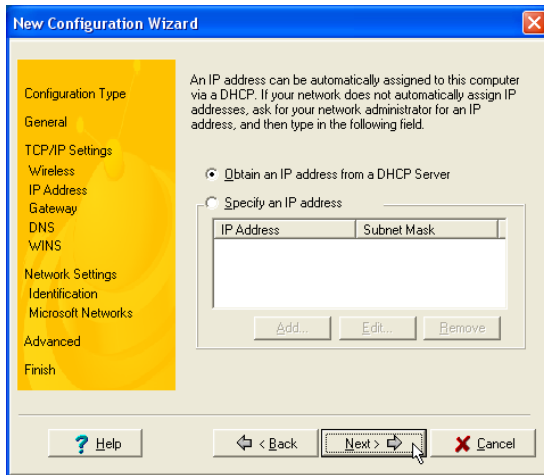 New Configuration Wizard
Configuration Type
General
TCP/IP Settings
Wireless
IP Address
Gateway
DNS
WINS
Network Settings
Identification
Microsoft Networks
Advanced
Finish
An IP address can be automatically assigned to this computer
via a DHCP. If your network does not automatically assign IP
addresses, ask for your network administrator for an IP
address, and then type in the following field.
Obtain an IP address from a DHCP Server
Specify an IP address
IP Address Subnet Mask
Add... Edit... Remove
? Help < Back Next > Cancel